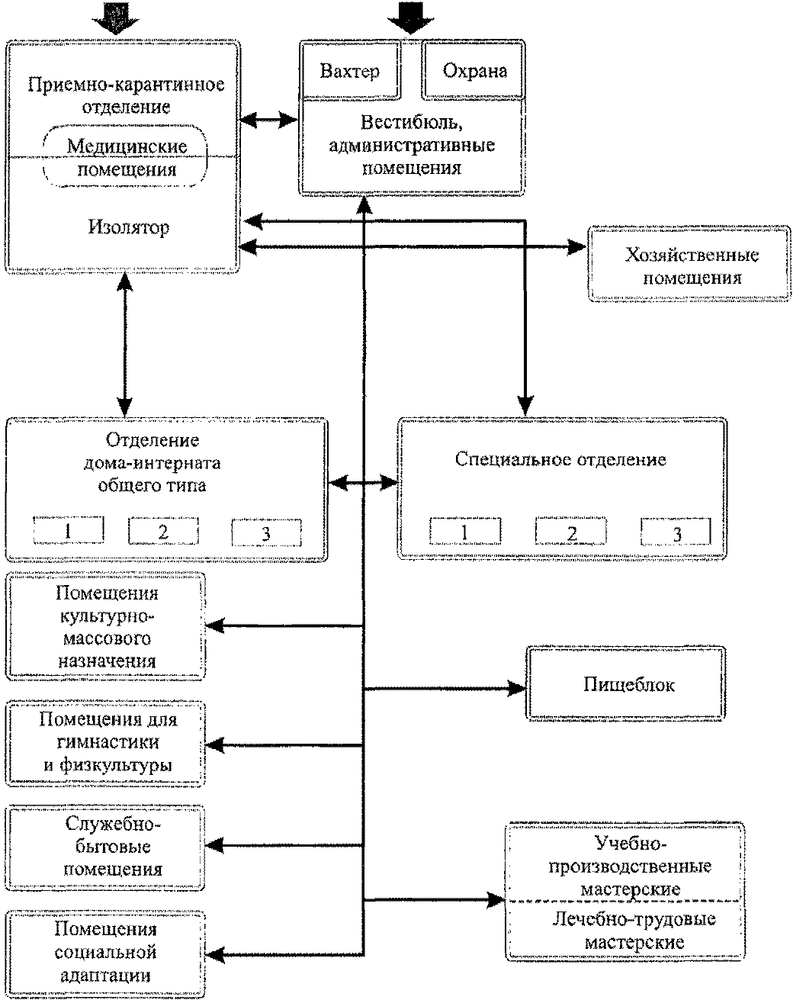 Приемно-карантинное
отделение
Медицинские
помещения
Изолятор
Вахтер
Охрана
Вестибюль,
административные
помещения
Хозяйственные
помещения
Отделение
дома-интерната
общего типа
1
2
3
Специальное отделение
1
2
3
Помещения
культурно-
массового
назначения
Пищеблок
Помещения для
гимнастики
и физкультуры
Служебно-
бытовые
помещения
Учебно-
производственные
мастерские
Лечебно-трудовые
мастерские
Помещения
социальной
адаптации